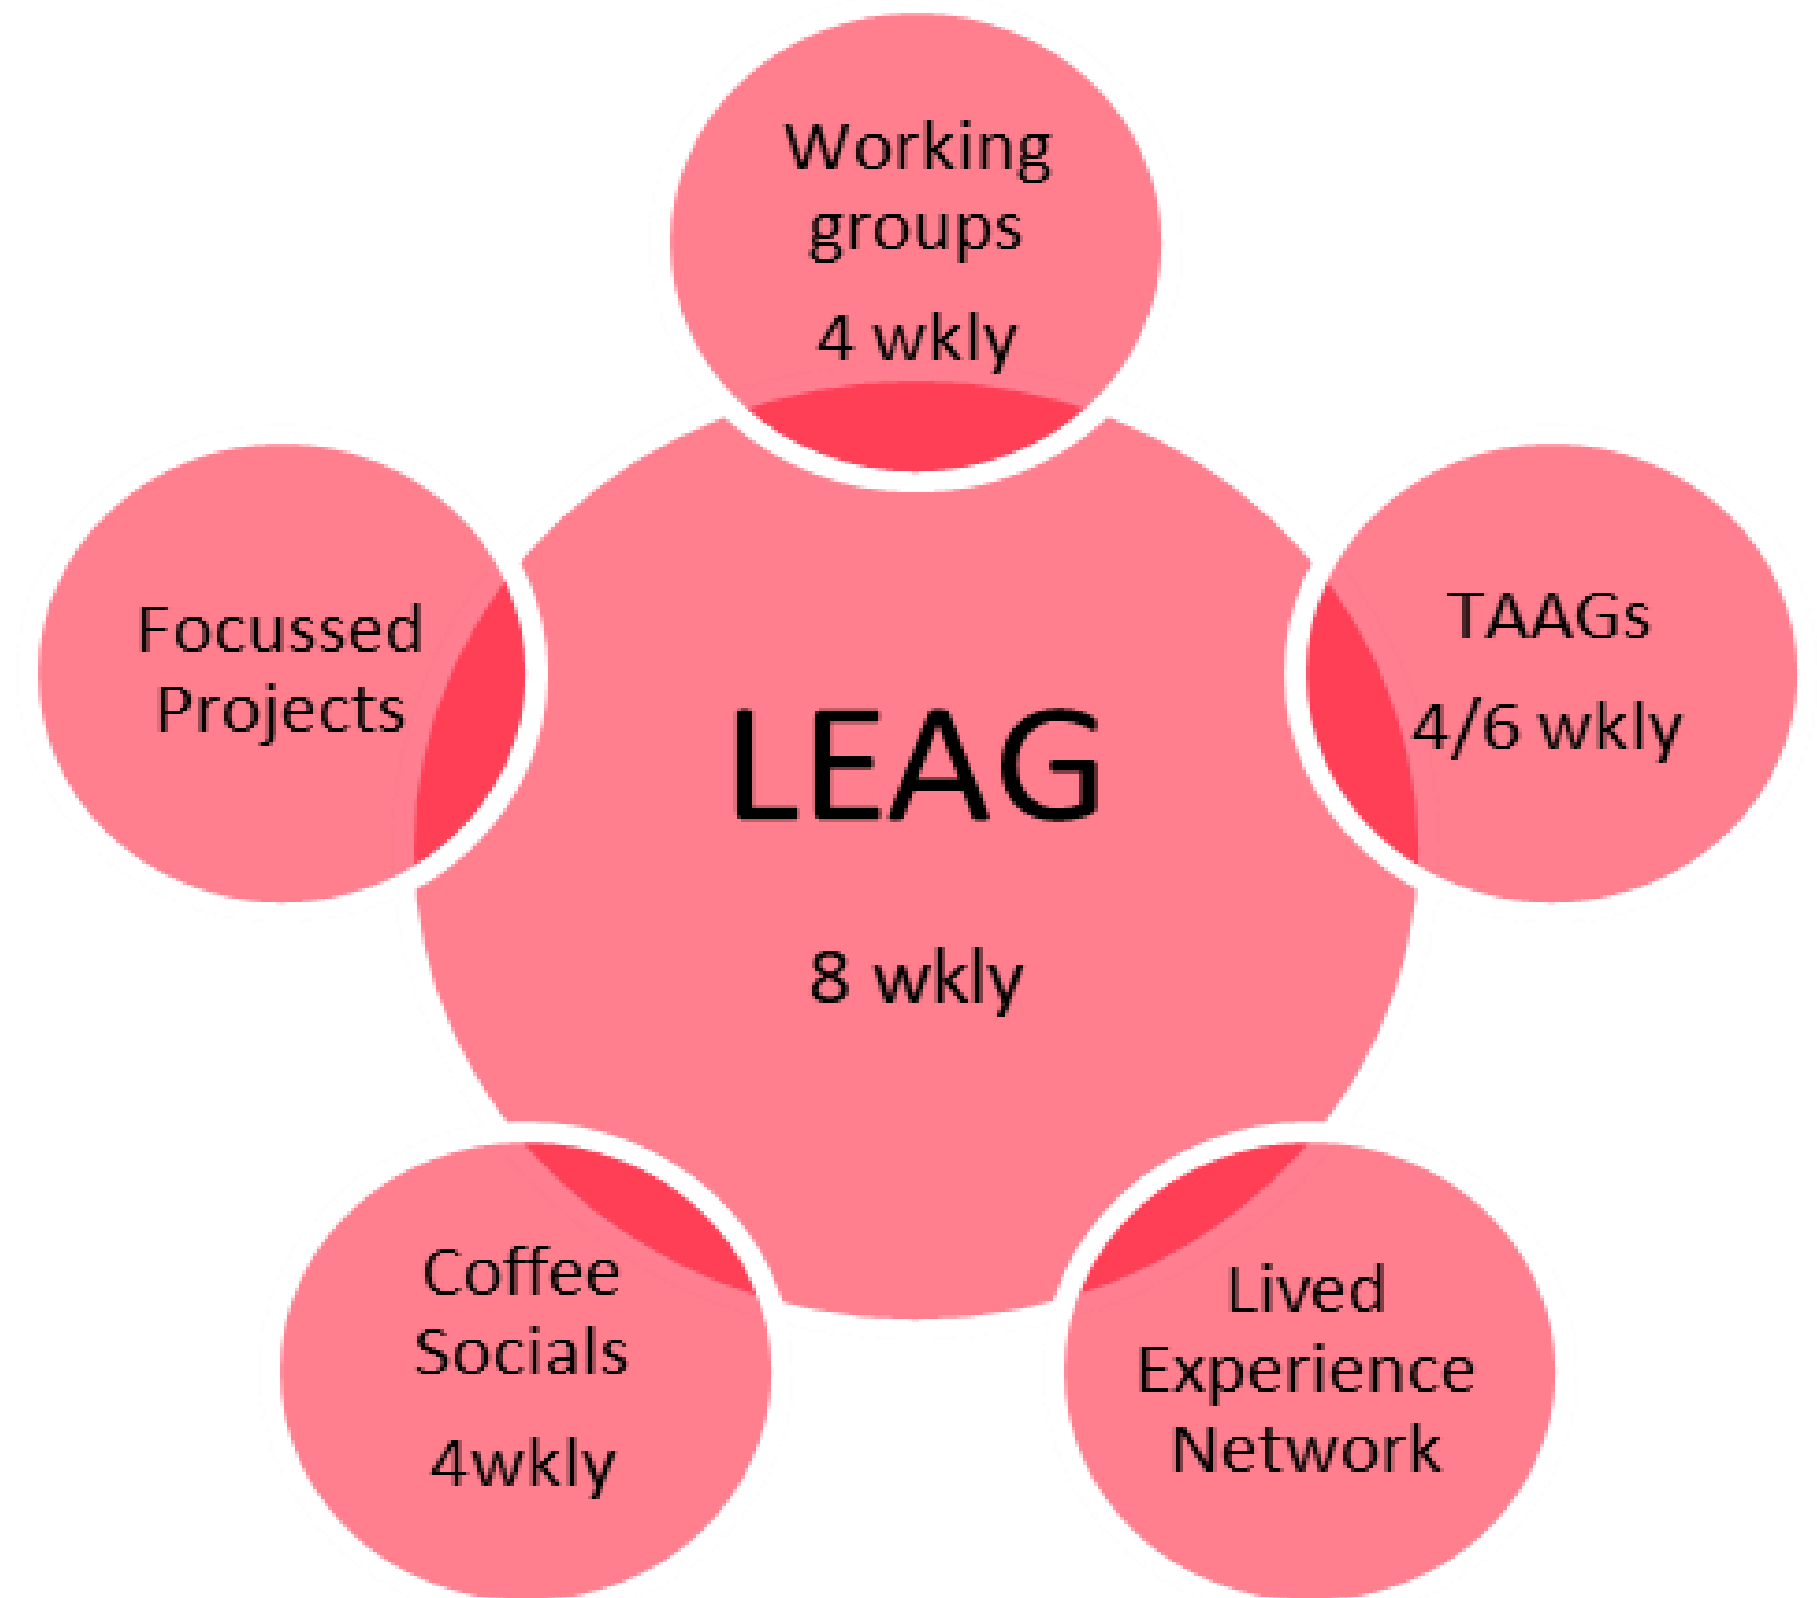 Working
groups
4 wkly
Focussed
Projects
TAAGs
4/6 wkly
LEAG
8 wkly
Coffee
Socials
4wkly
Lived
Experience
Network